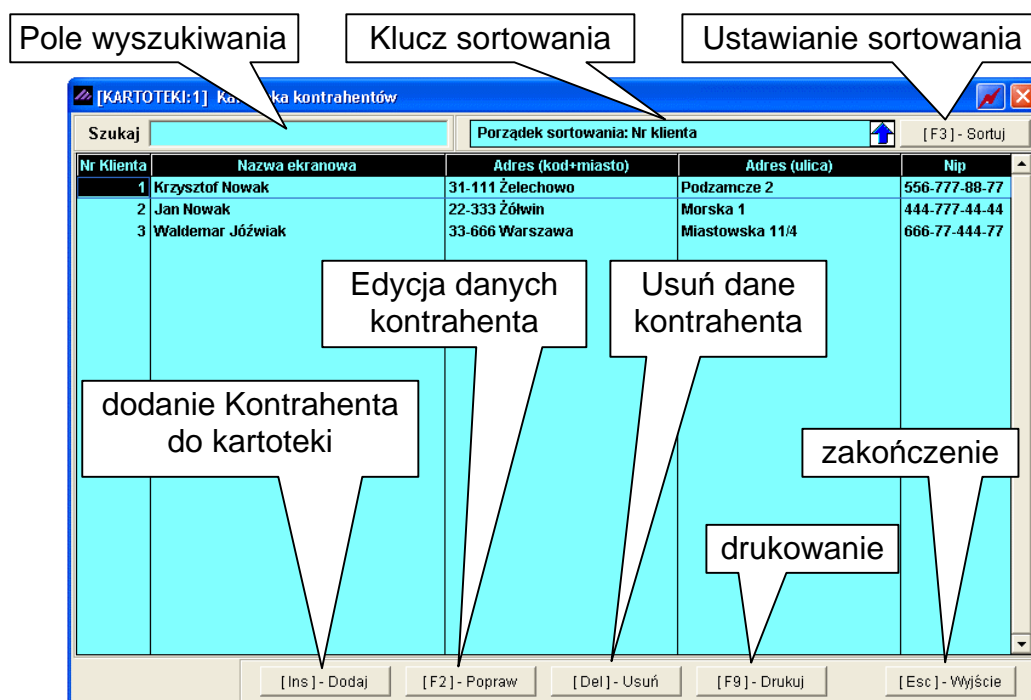 Pole wyszukiwania
Klucz sortowania
Ustawianie sortowania
[KARTOTEKI:1] ka kontrahentów
Szukaj
Porządek sortowania: Nr klienta
[F3] - Sortuj
Nr Klienta Nazwa ekranowa Adres (kod+miasto) Adres (ulica) Nip
1 Krzysztof Nowak 31-111 Żelechowo Podzamcze 2 556-777-88-77
2 Jan Nowak 22-333 Żółwin Morska 1 444-777-44-44
3 Waldemar Jóźwiak 33-666 Warszawa Miastowska 11/4 666-77-444-77
Edycja danych
kontrahenta
Usuń dane
kontrahenta
dodanie Kontrahenta
do kartoteki
zakończenie
drukowanie
[Ins] - Dodaj
[F2] - Popraw
[Del] - Usuń
[F9] - Drukuj
[Esc] - Wyjście